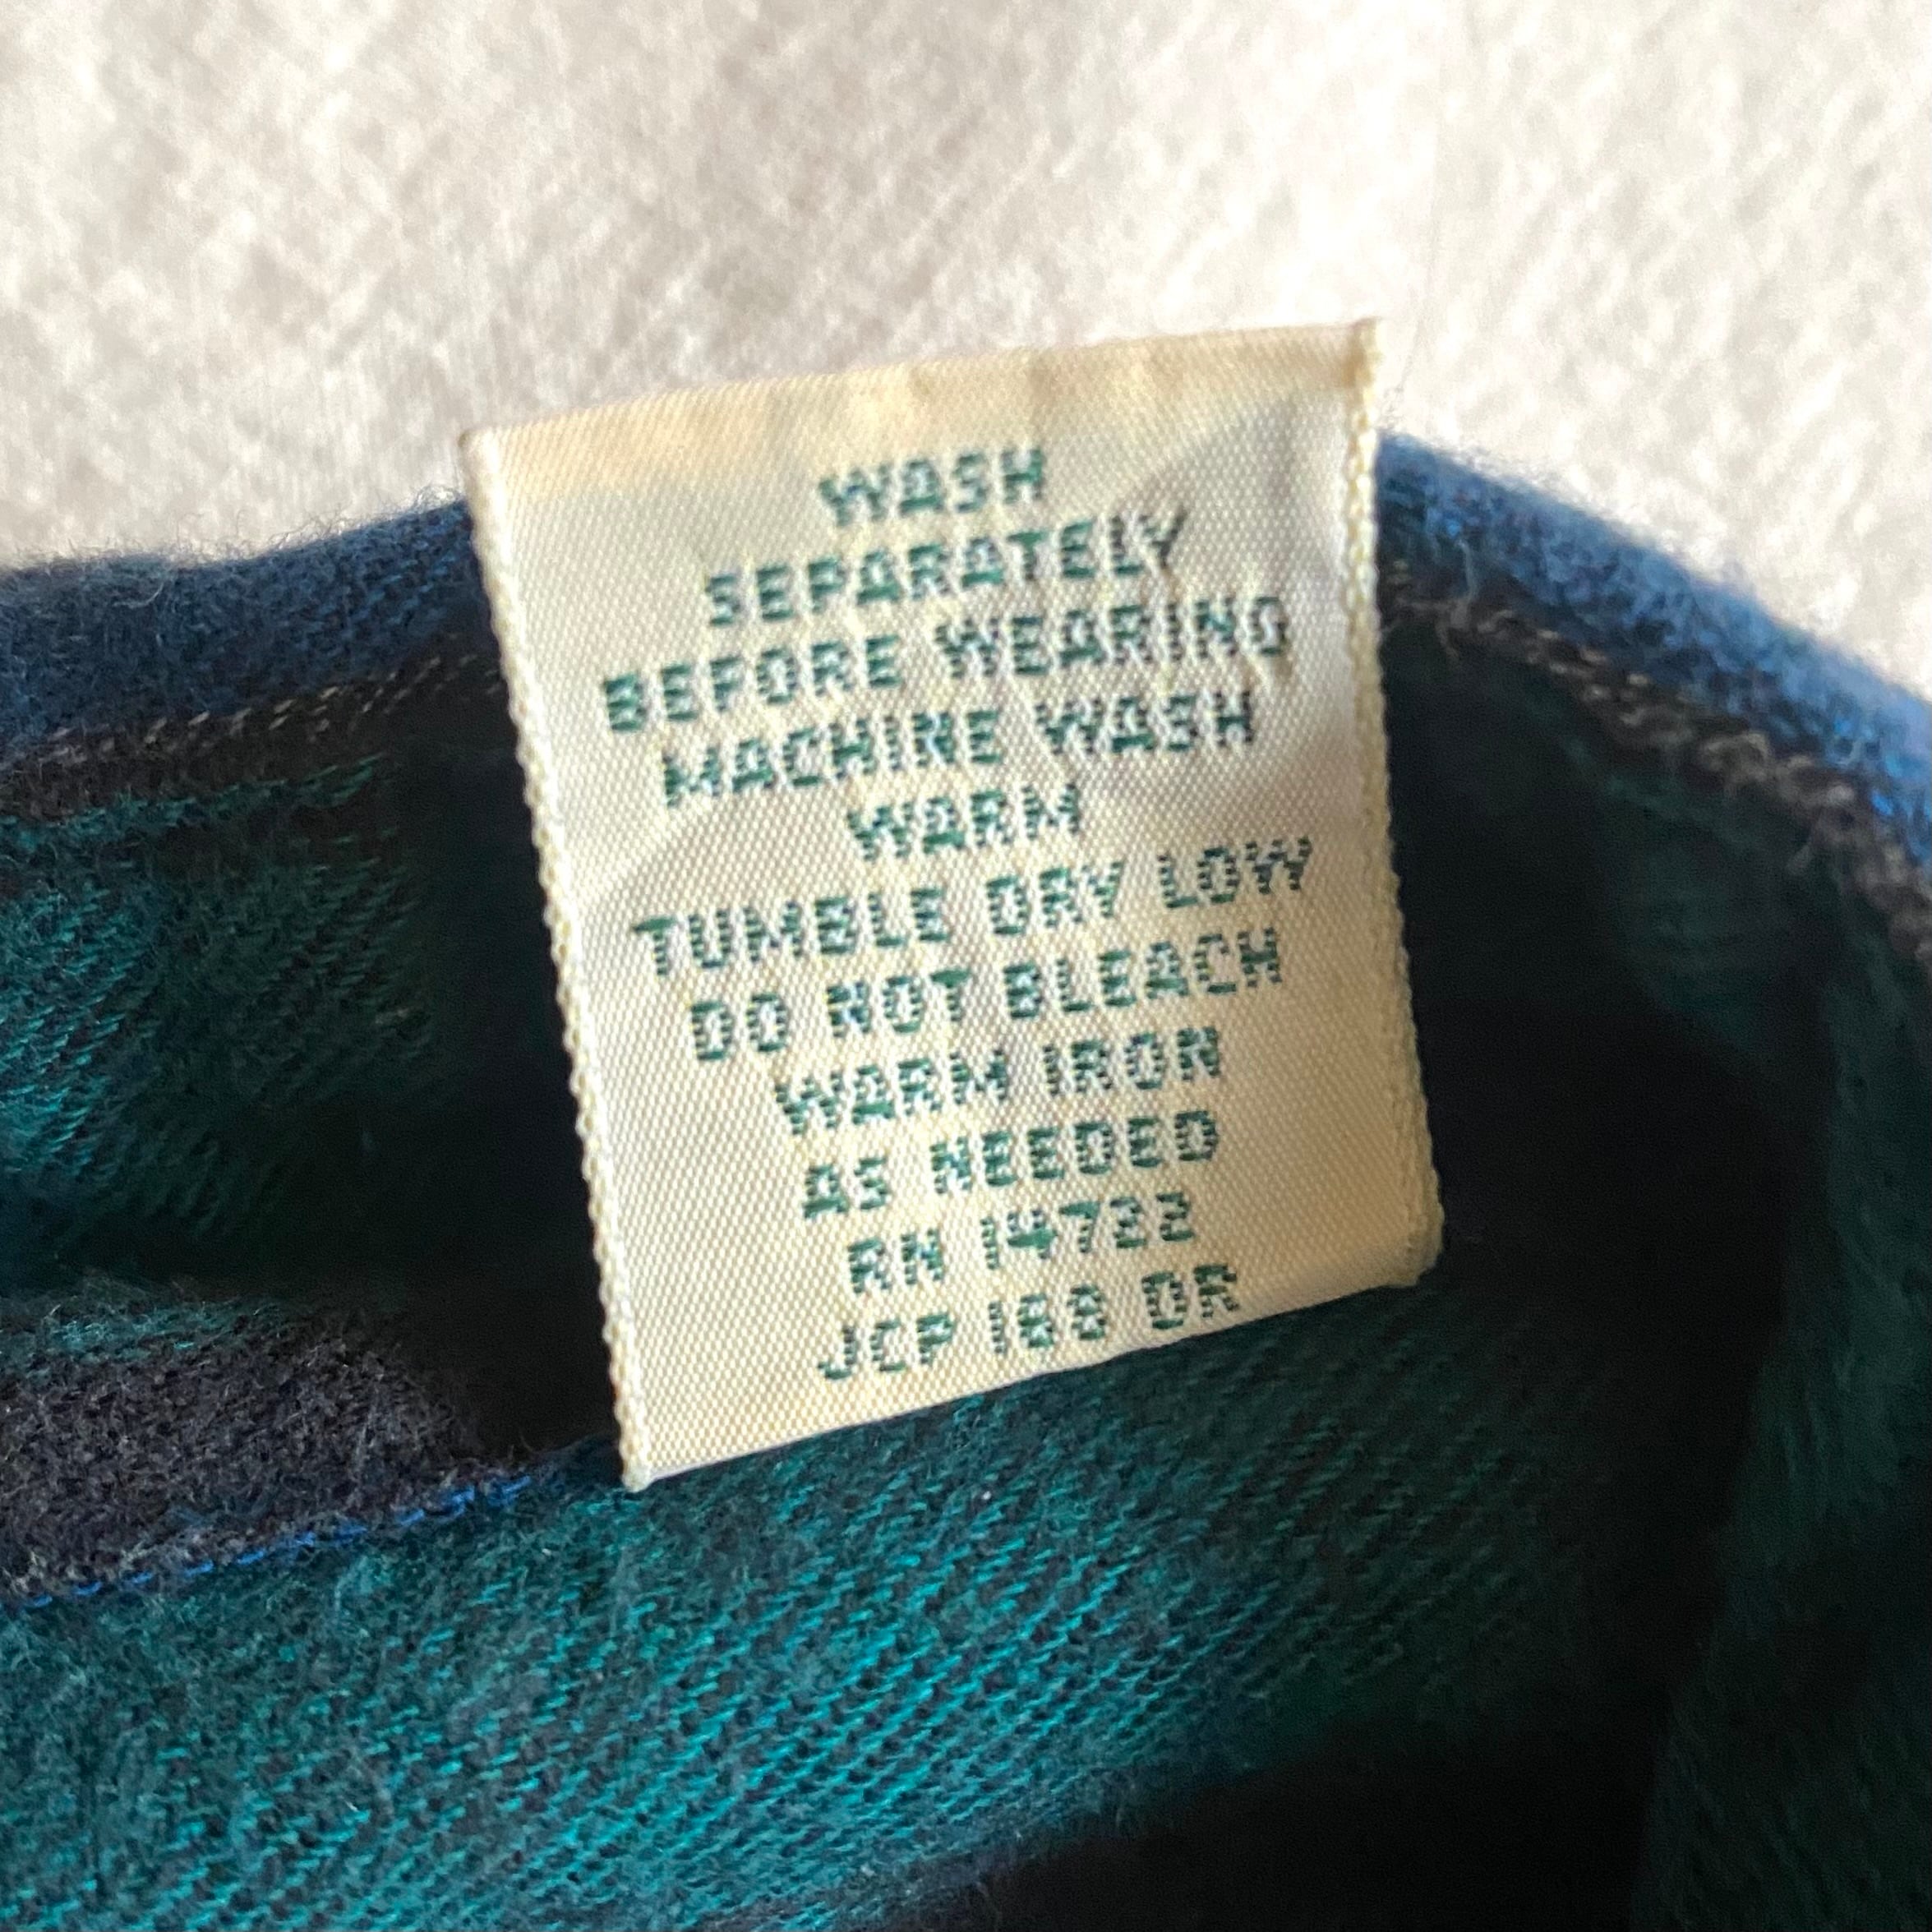 WASH
SEPARATELY
BEFORE WEARING
MACHINE WASH
WARM
TUMBLE DRY LOW
DO NOT BLEACH
WARM IRON
AS NEEDED
RN 14722
JCP 188 DR